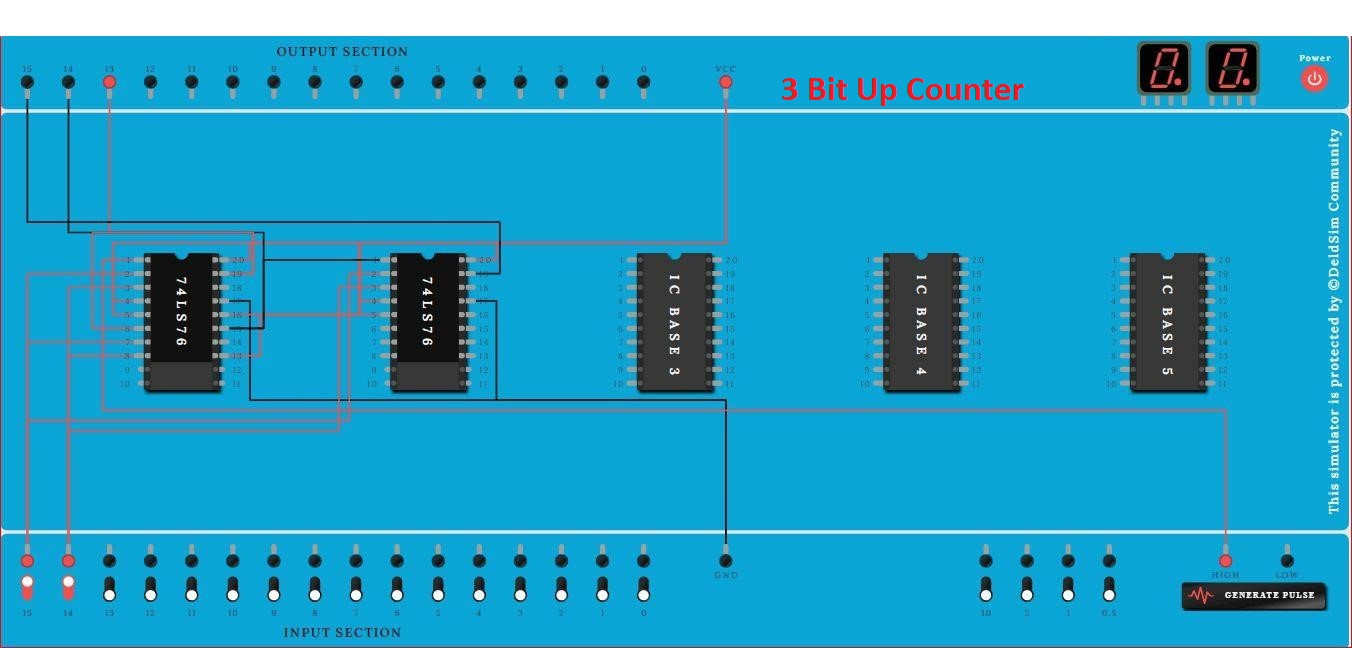 OUTPUT SECTION
15 14 13 12 11 10 9 8 7 6 5 4 3 2 1 0 VCC
3 Bit Up Counter
Power
This simulator is protected by ©DeldSim Community
74LS76
1 2 3 4 5 6 7 8 9 10
20 19 18 17 16 15 14 13 12 11
74LS76
1 2 3 4 5 6 7 8 9 10
20 19 18 17 16 15 14 13 12 11
IC BASE 3
1 2 3 4 5 6 7 8 9 10
20 19 18 17 16 15 14 13 12 11
IC BASE 4
1 2 3 4 5 6 7 8 9 10
20 19 18 17 16 15 14 13 12 11
IC BASE 5
1 2 3 4 5 6 7 8 9 10
20 19 18 17 16 15 14 13 12 11
GND
HIGH LOW
GENERATE PULSE
15 14 13 12 11 10 9 8 7 6 5 4 3 2 1 0 10 5 1 0.5
INPUT SECTION